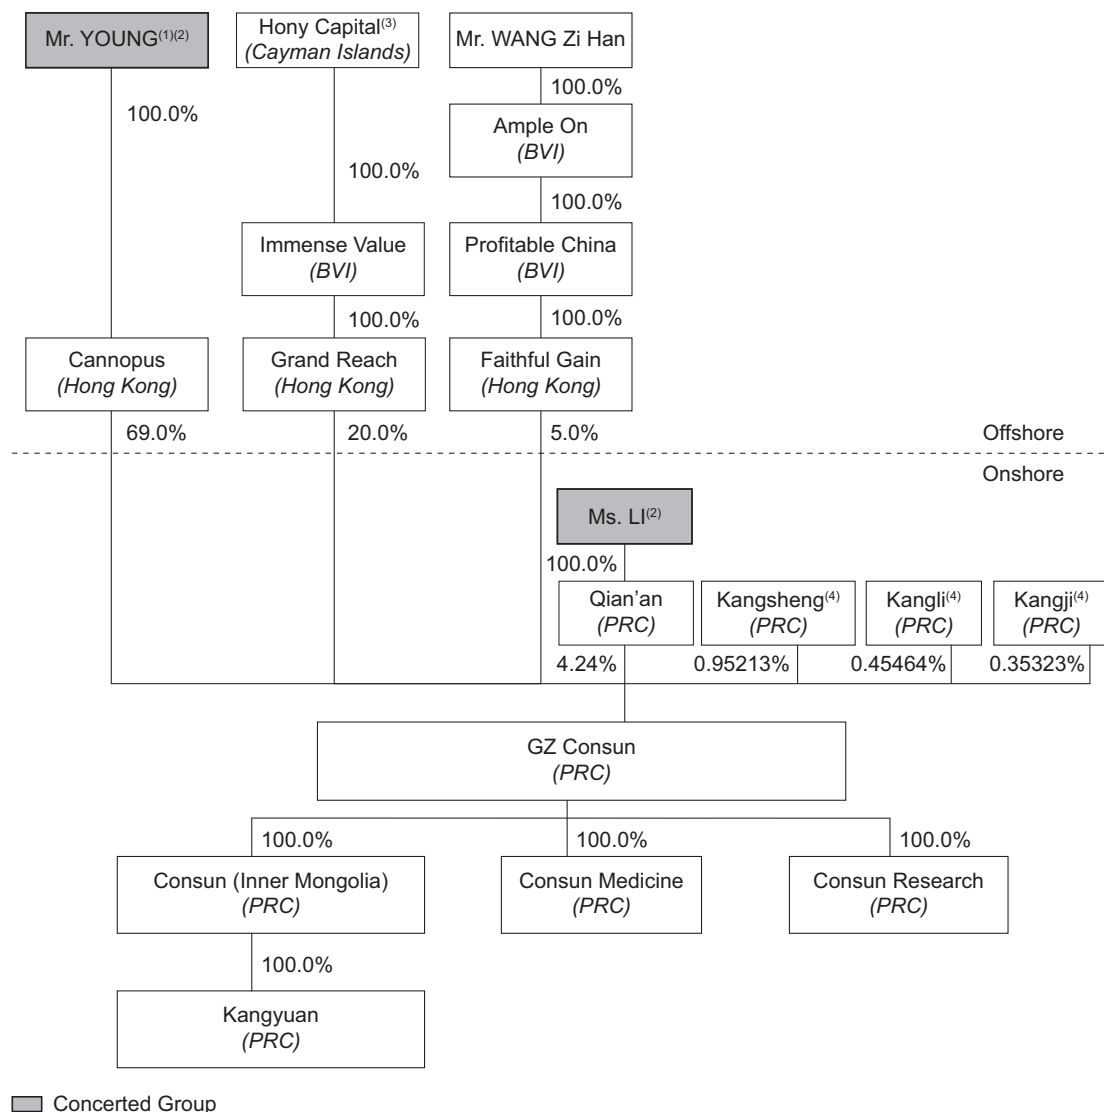 Mr. YOUNG(1)(2)
Hony Capital(3)
(Cayman Islands)
Mr. WANG Zi Han
100.0%
100.0%
Ample On
(BVI)
100.0%
100.0%
Immense Value
(BVI)
Profitable China
(BVI)
100.0%
100.0%
Cannopus
(Hong Kong)
Grand Reach
(Hong Kong)
Faithful Gain
(Hong Kong)
69.0%
20.0%
5.0%
Offshore
Onshore
Ms. LI(2)
100.0%
Qian’an
(PRC)
Kangsheng(4)
(PRC)
Kangli(4)
(PRC)
Kangji(4)
(PRC)
4.24%
0.95213%
0.45464%
0.35323%
GZ Consun
(PRC)
100.0%
100.0%
100.0%
Consun (Inner Mongolia)
(PRC)
Consun Medicine
(PRC)
Consun Research
(PRC)
100.0%
Kangyuan
(PRC)
Concerted Group